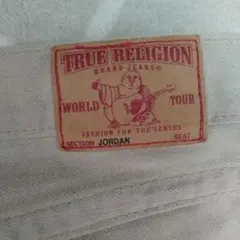 TRUE RELIGION
BRAND JEANS
WORLD TOUR
FASHION FOR THE SENSES
SECTION JORDAN SEAT